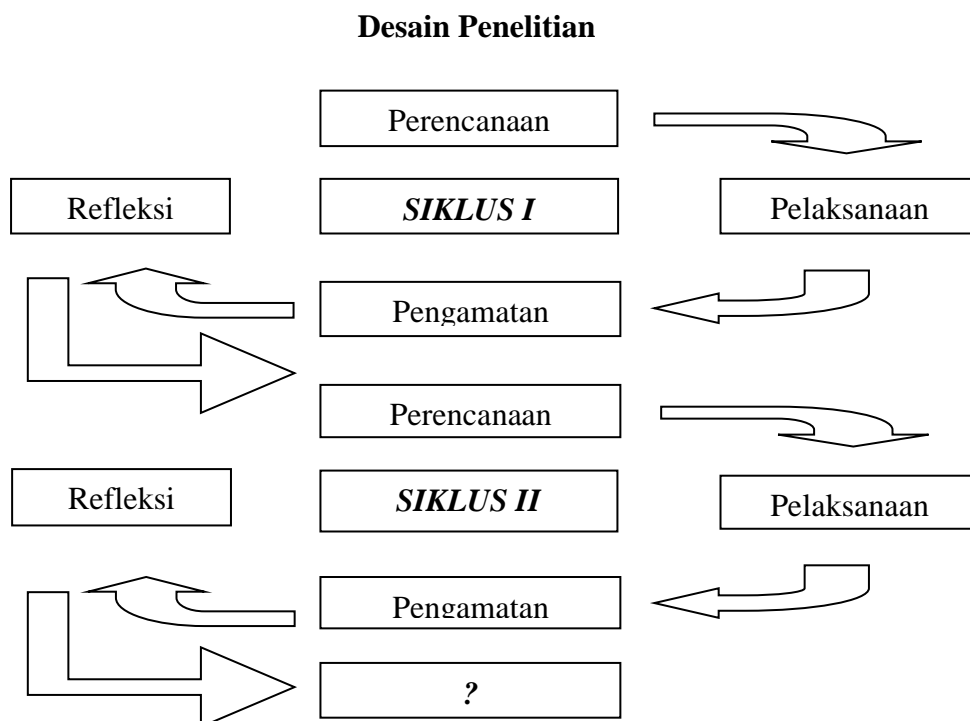 Desain Penelitian
Perencanaan
Refleksi
SIKLUS I
Pelaksanaan
Pengamatan
Perencanaan
Refleksi
SIKLUS II
Pelaksanaan
Pengamatan
?